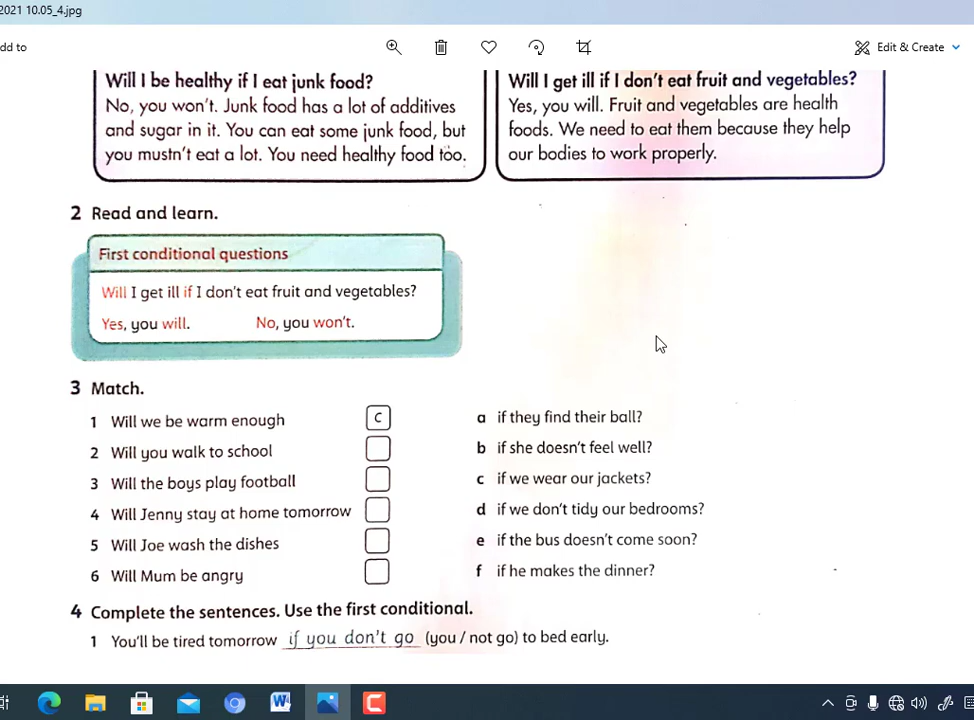 2021 10.05_4.jpg
dd to
Edit & Create
Will I be healthy if I eat junk food?
No, you won't. Junk food has a lot of additives
and sugar in it. You can eat some junk food, but
you mustn't eat a lot. You need healthy food too.
Will I get ill if I don't eat fruit and vegetables?
Yes, you will. Fruit and vegetables are health
foods. We need to eat them because they help
our bodies to work properly.
2 Read and learn.
First conditional questions
Will I get ill if I don't eat fruit and vegetables?
Yes, you will. No, you won't.
3 Match.
1 Will we be warm enough c
2 Will you walk to school
3 Will the boys play football
4 Will Jenny stay at home tomorrow
5 Will Joe wash the dishes
6 Will Mum be angry
a if they find their ball?
b if she doesn't feel well?
c if we wear our jackets?
d if we don't tidy our bedrooms?
e if the bus doesn't come soon?
f if he makes the dinner?
4 Complete the sentences. Use the first conditional.
1 You'll be tired tomorrow if you don't go (you / not go) to bed early.